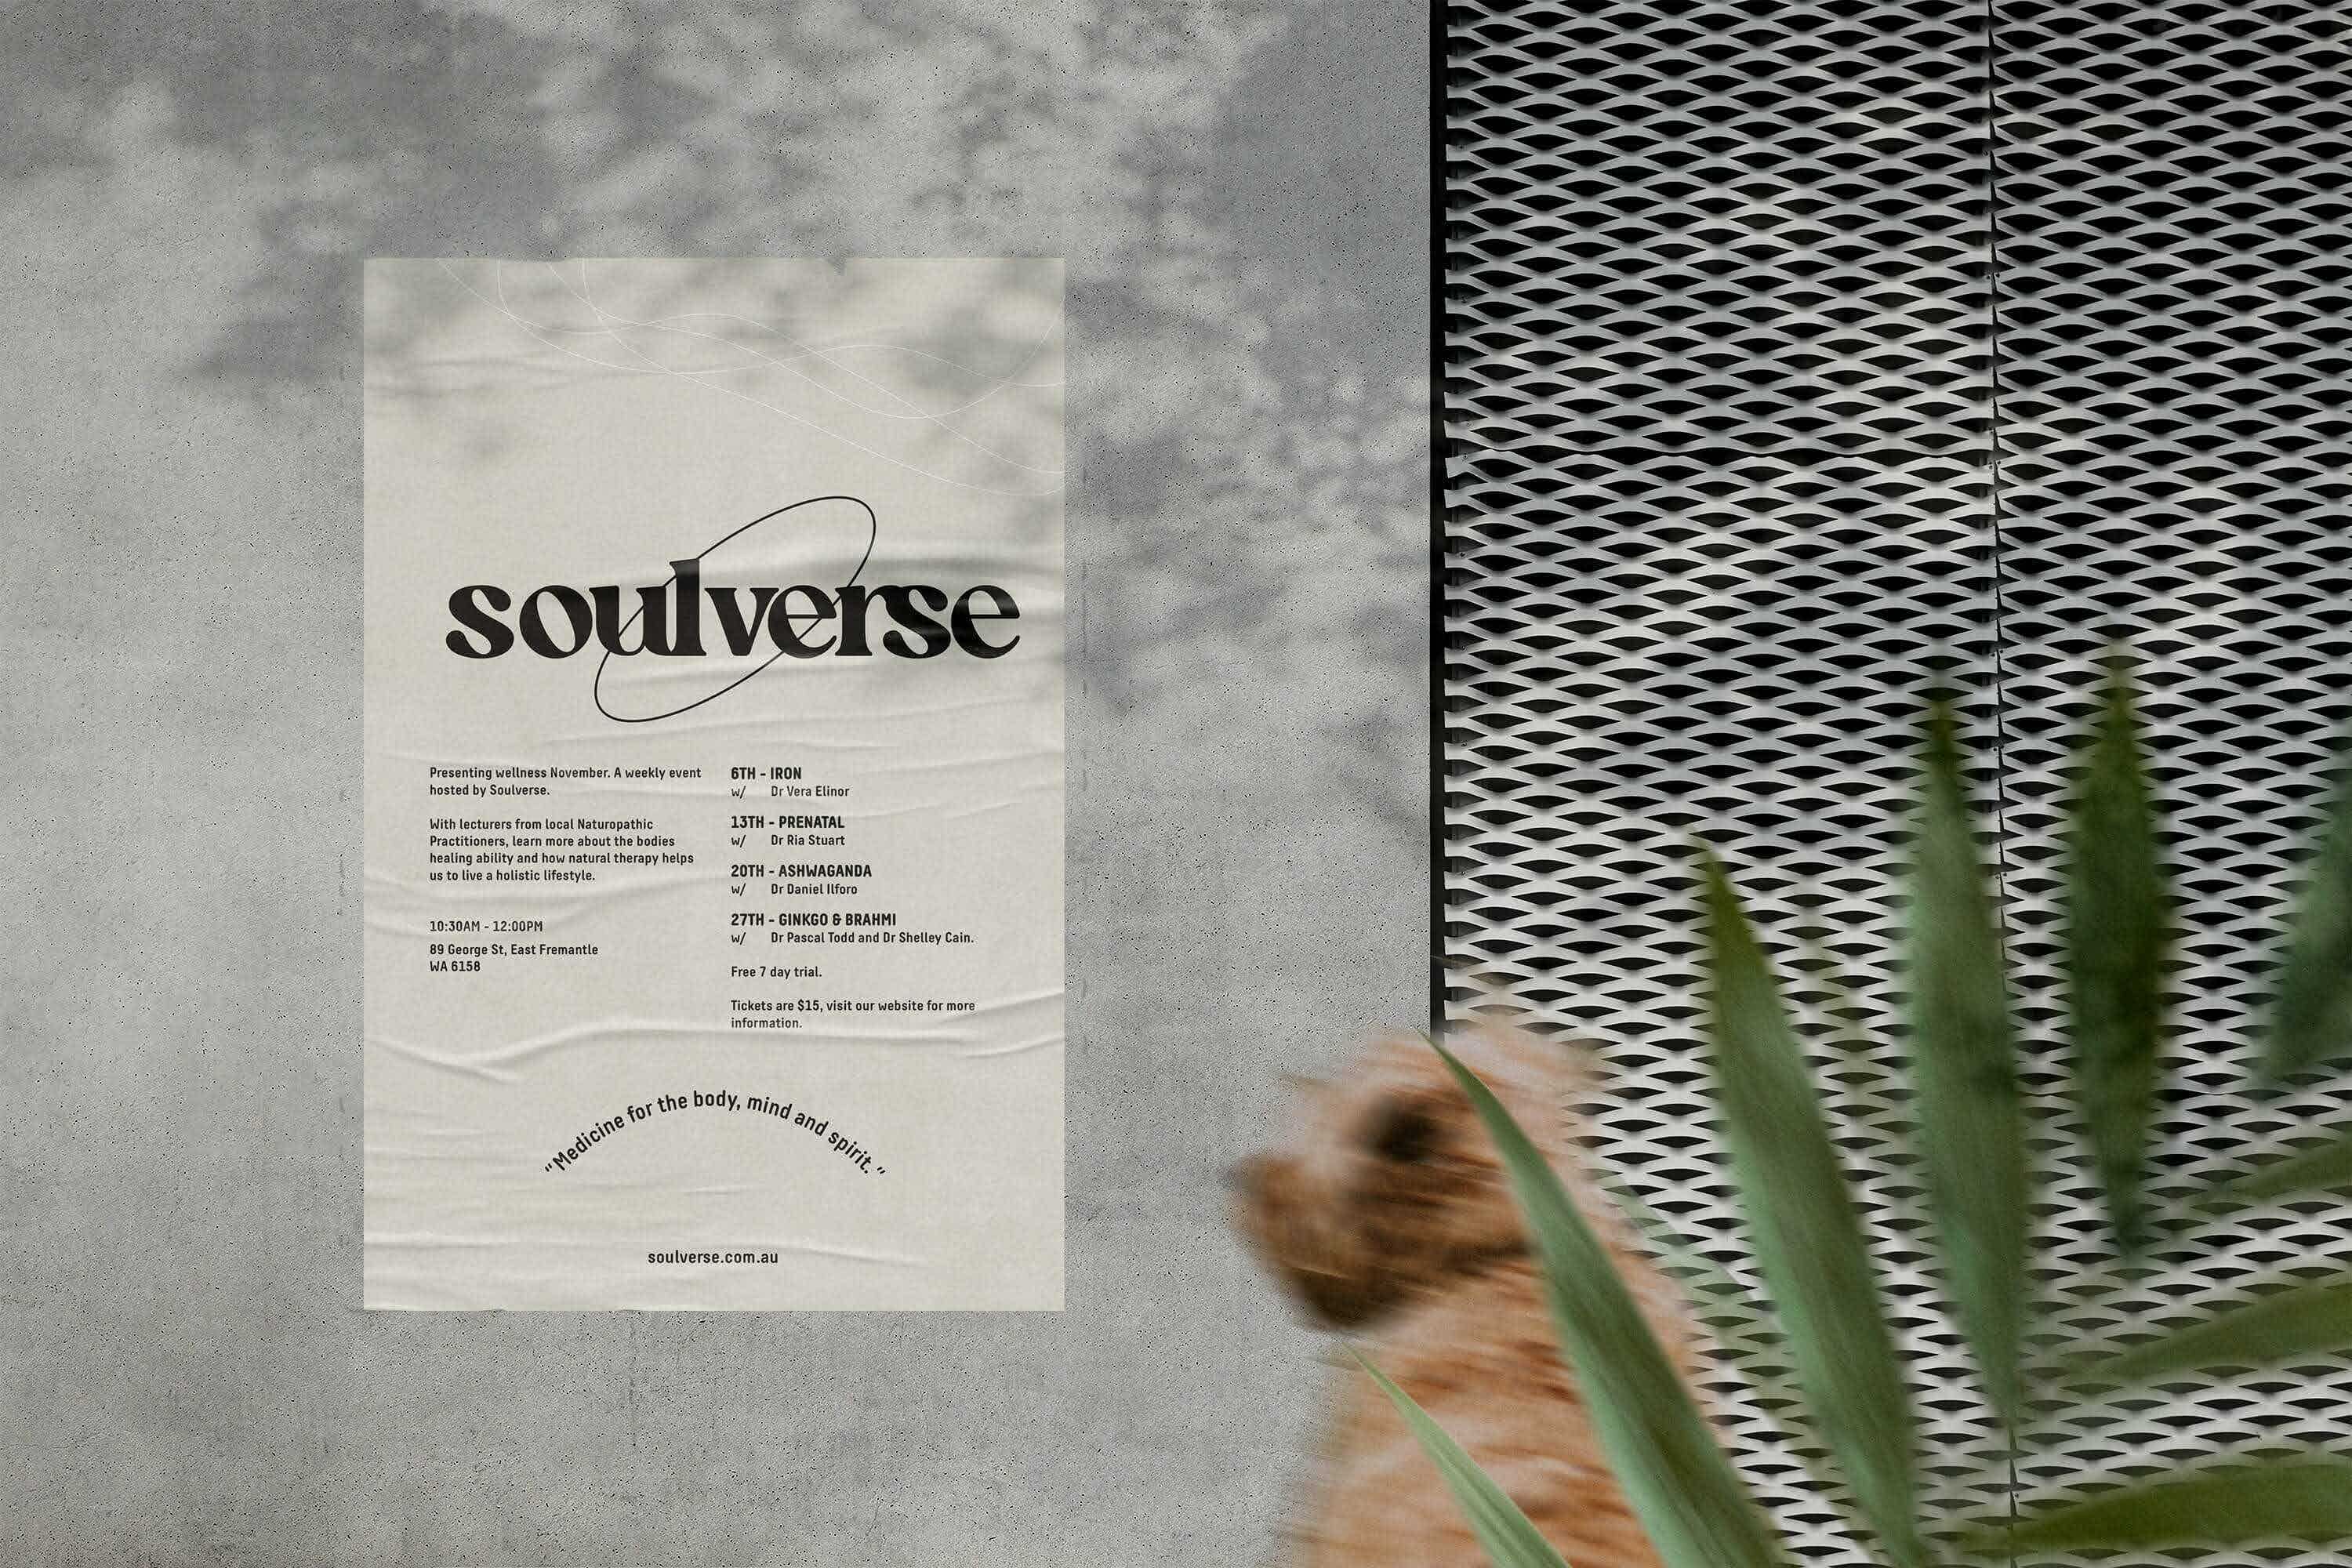 soulverse
Presenting wellness November. A weekly event
hosted by Soulverse.
With lecturers from local Naturopathic
Practitioners, learn more about the bodies
healing ability and how natural therapy helps
us to live a holistic lifestyle.
10:30AM - 12:00PM
89 George St, East Fremantle
WA 6158
6TH - IRON
w/ Dr Vera Elinor
13TH - PRENATAL
w/ Dr Ria Stuart
20TH - ASHWAGANDA
w/ Dr Daniel Ilforo
27TH - GINKGO & BRAHMI
w/ Dr Pascal Todd and Dr Shelley Cain.
Free 7 day trial.
Tickets are $15, visit our website for more
information.
"Medicine for the body, mind and spirit."
soulverse.com.au